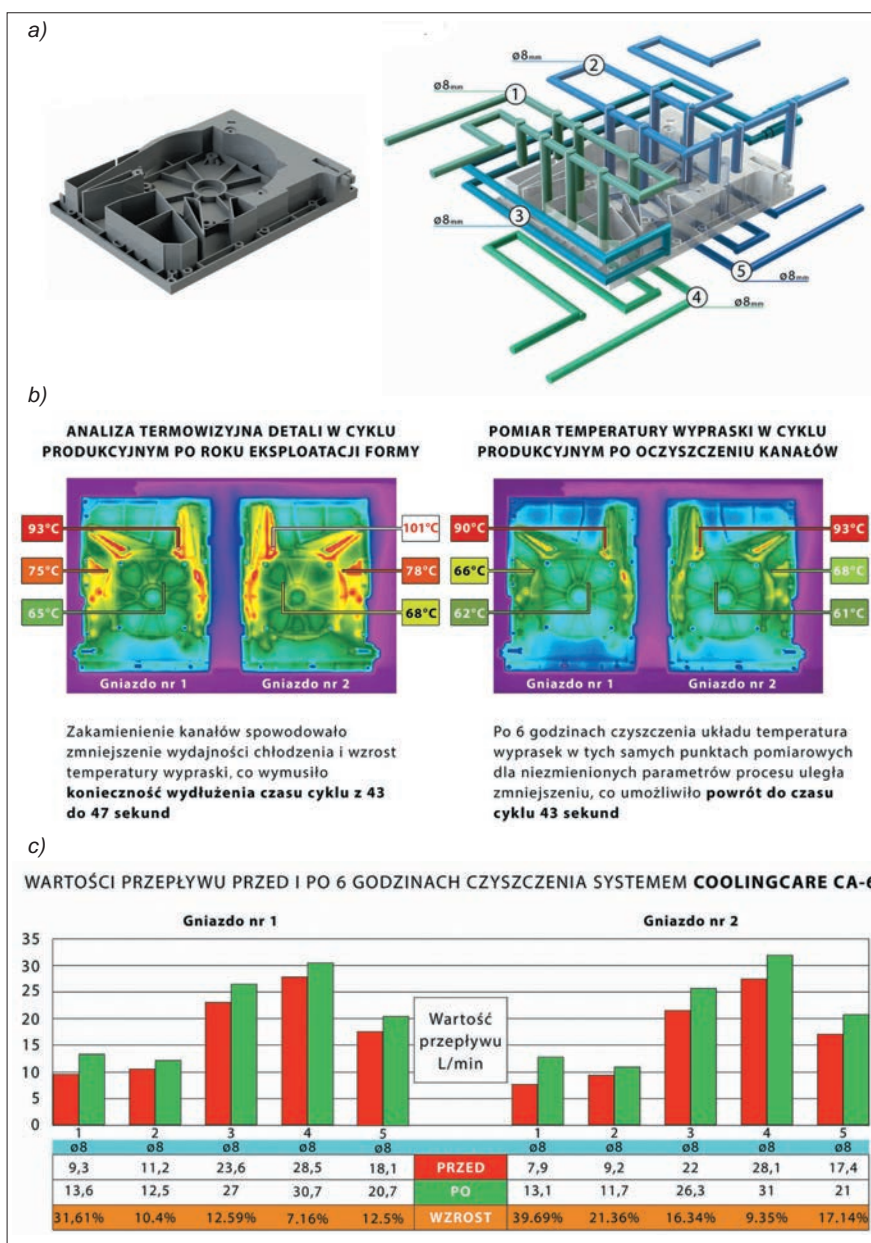 a)
ø8mm
2
ø8mm
1
3
ø8mm
5
ø8mm
4
ø8mm
b)
ANALIZA TERMOWIZYJNA DETALI W CYKLU
PRODUKCYJNYM PO ROKU EKSPLOATACJI FORMY
93°C
101°C
75°C
78°C
65°C
68°C
Gniazdo nr 1
Gniazdo nr 2
Zakamienienie kanałów spowodowało
zmniejszenie wydajności chłodzenia i wzrost
temperatury wypraski, co wymusiło
konieczność wydłużenia czasu cyklu z 43
do 47 sekund
POMIAR TEMPERATURY WYPRASKI W CYKLU
PRODUKCYJNYM PO OCZYSZCZENIU KANAŁÓW
90°C
93°C
66°C
68°C
62°C
61°C
Gniazdo nr 1
Gniazdo nr 2
Po 6 godzinach czyszczenia układu temperatura
wyprasek w tych samych punktach pomiarowych
dla niezmienionych parametrów procesu uległa
zmniejszeniu, co umożliwiło powrót do czasu
cyklu 43 sekund
c)
WARTOŚCI PRZEPŁYWU PRZED I PO 6 GODZINACH CZYSZCZENIA SYSTEMEM COOLINGCARE CA-6
Gniazdo nr 1
Gniazdo nr 2
35
30
25
20
15
10
5
0
Wartość
przepływu
L/min
1 2 3 4 5 1 2 3 4 5
ø8 ø8 ø8 ø8 ø8 ø8 ø8 ø8 ø8 ø8
9,3 11,2 23,6 28,5 18,1 PRZED 7,9 9,2 22 28,1 17,4
13,6 12,5 27 30,7 20,7 PO 13,1 11,7 26,3 31 21
31,61% 10.4% 12.59% 7.16% 12.5% WZROST 39.69% 21.36% 16.34% 9.35% 17.14%